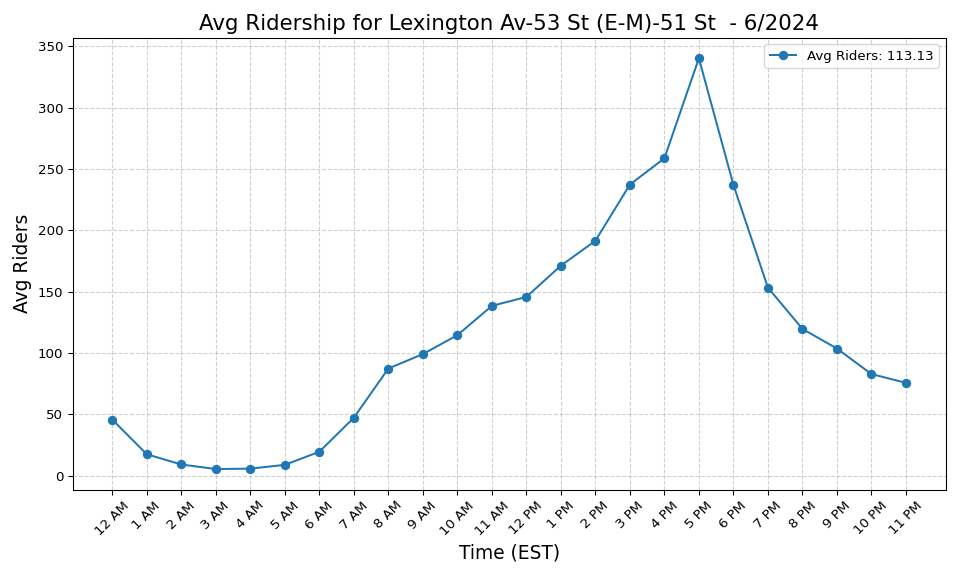 Avg Ridership for Lexington Av-53 St (E-M)-51 St  - 6/2024
Avg Riders: 113.13
350
300
250
200
150
100
50
0
Avg Riders
12 AM
1 AM
2 AM
3 AM
4 AM
5 AM
6 AM
7 AM
8 AM
9 AM
10 AM
11 AM
12 PM
1 PM
2 PM
3 PM
4 PM
5 PM
6 PM
7 PM
8 PM
9 PM
10 PM
11 PM
Time (EST)